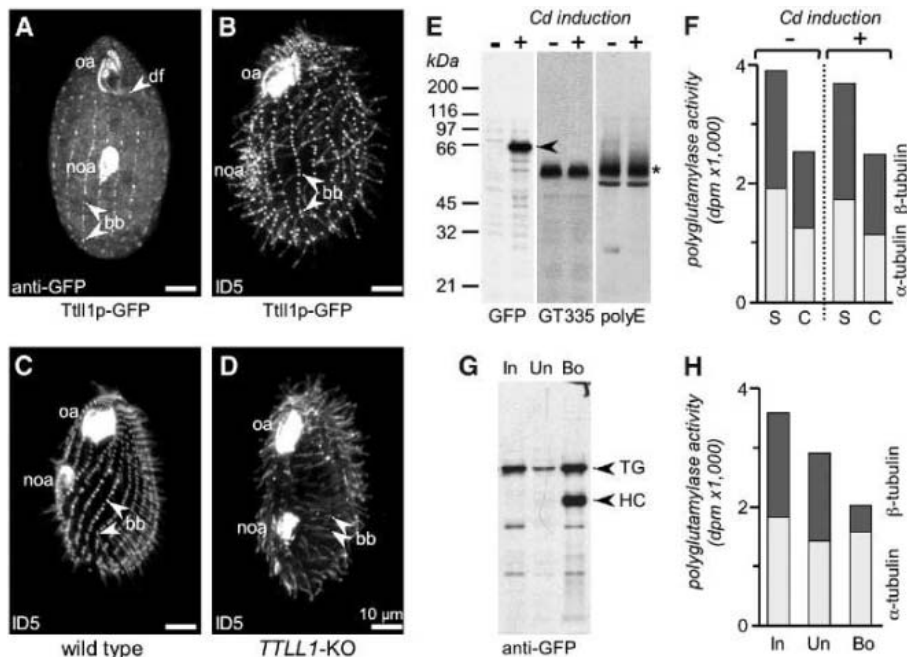 A
oa
df
noa
bb
anti-GFP
Ttll1p-GFP
B
oa
noa
bb
ID5
Ttll1p-GFP
C
oa
noa
bb
ID5
wild type
D
oa
noa
bb
ID5
10 µm
TTLL1-KO
E
Cd induction
- + - + - +
kDa
200
116
97
66
45
32
21
*
GFP GT335 polyE
F
Cd induction
- +
polyglutamylase activity
(dpm x1,000)
4
2
0
S C S C
β-tubulin
α-tubulin
G
In Un Bo
TG
HC
anti-GFP
H
polyglutamylase activity
(dpm x1,000)
4
2
0
In Un Bo
β-tubulin
α-tubulin